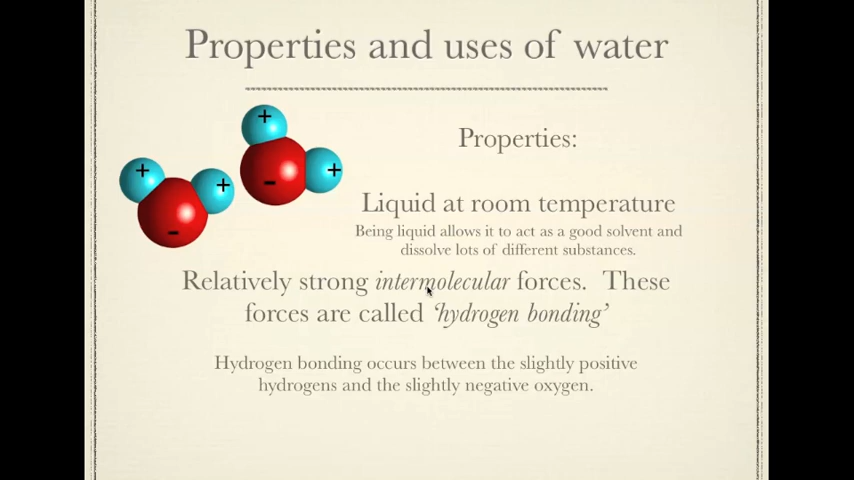 Properties and uses of water
+
+
+
+
-
-
Properties:
Liquid at room temperature
Being liquid allows it to act as a good solvent and
dissolve lots of different substances.
Relatively strong intermolecular forces. These
forces are called ‘hydrogen bonding’
Hydrogen bonding occurs between the slightly positive
hydrogens and the slightly negative oxygen.